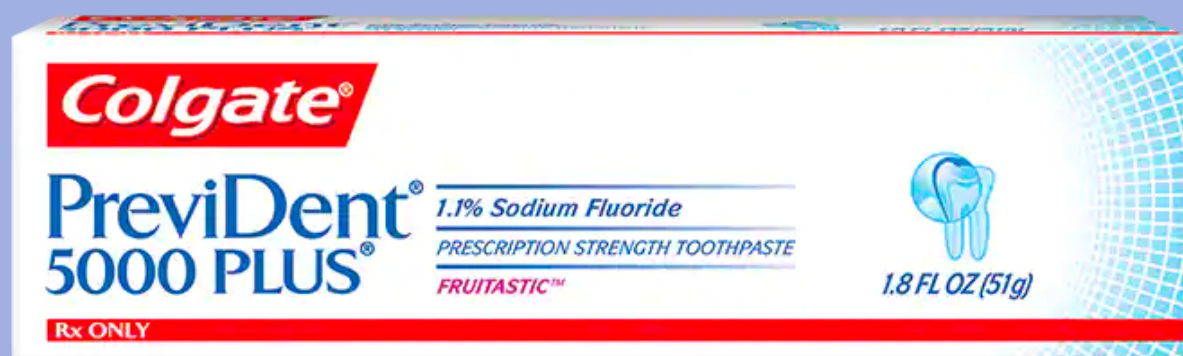 Colgate®
PreviDent®
5000 PLUS®
1.1% Sodium Fluoride
PRESCRIPTION STRENGTH TOOTHPASTE
FRUITASTIC™
1.8 FL OZ (51g)
Rx ONLY